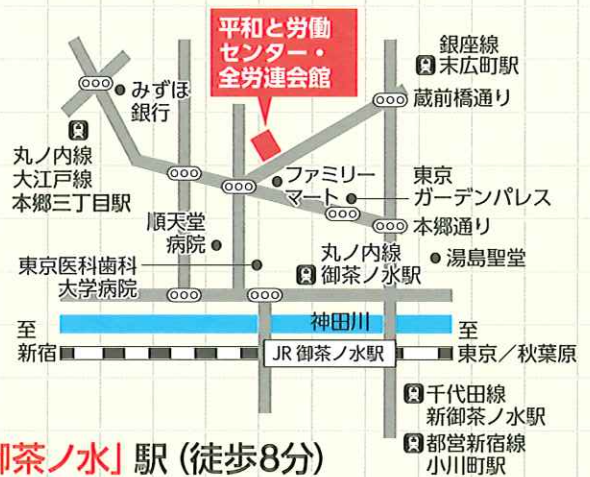 平和と労働
センター・
全労連会館
銀座線
末広町駅
蔵前橋通り
みずほ
銀行
丸ノ内線
大江戸線
本郷三丁目駅
ファミリー
マート
東京
ガーデンパレス
本郷通り
順天堂
病院
丸ノ内線
御茶ノ水駅
湯島聖堂
東京医科歯科
大学病院
神田川
至
新宿
JR 御茶ノ水駅
至
東京／秋葉原
千代田線
新御茶ノ水駅
都営新宿線
小川町駅
御茶ノ水」駅（徒歩8分）